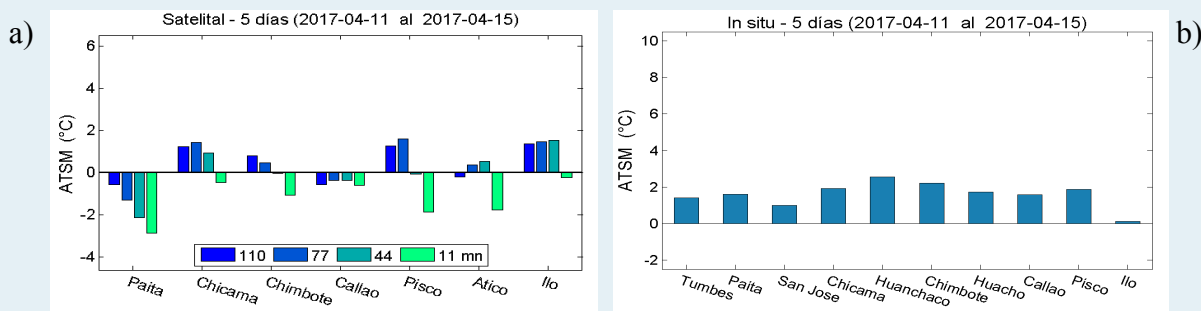 a)
Satelital - 5 días (2017-04-11 al 2017-04-15)
ATSM (°C)
6
4
2
0
-2
-4
110 77 44 11 mn
Paita Chicama Chimbote Callao Pisco Atico Ilo
b)
In situ - 5 días (2017-04-11 al 2017-04-15)
ATSM (°C)
10
8
6
4
2
0
-2
Tumbes Paita San Jose Chicama Huanchaco Chimbote Huacho Callao Pisco Ilo